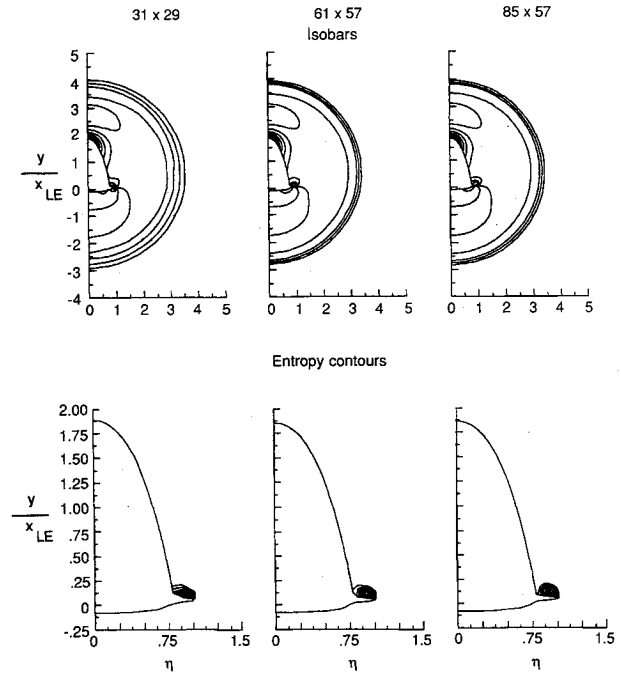 31 x 29 61 x 57 85 x 57
Isobars
5
4
3
2
1
0
-1
-2
-3
-4
y
x LE
0 1 2 3 4 5 0 1 2 3 4 5 0 1 2 3 4 5
Entropy contours
2.00
1.75
1.50
1.25
1.00
.75
.50
.25
0
-.25
y
x LE
0 .75 1.5 0 .75 1.5 0 .75 1.5
η η η